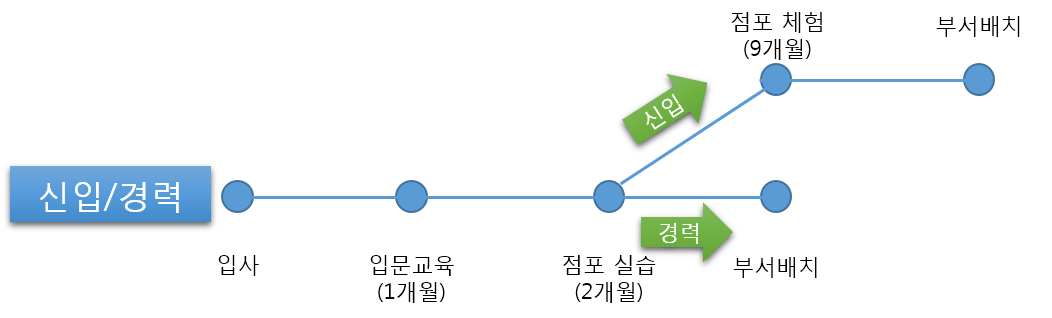 점포 체험
(9개월)
부서배치
신입
신입/경력
경력
입사
입문교육
(1개월)
점포 실습
(2개월)
부서배치